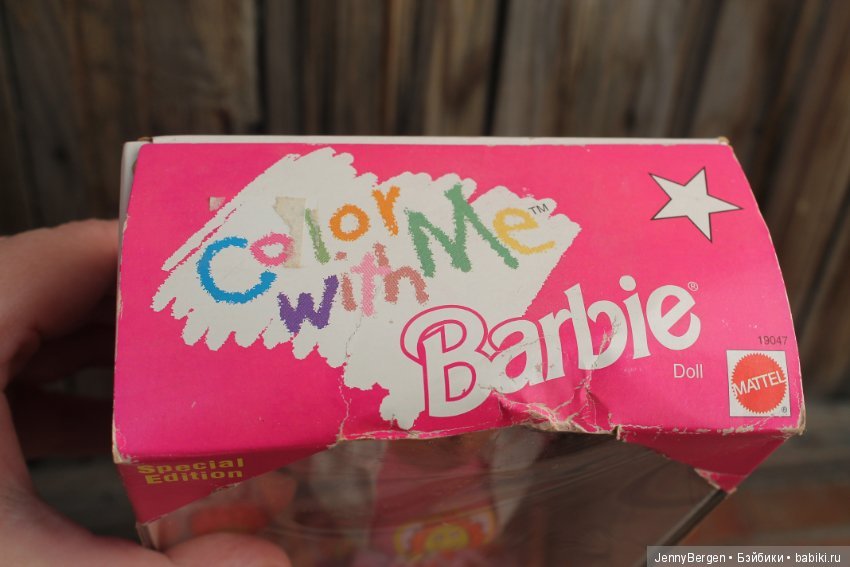 Color
with Me™
Barbie®
Doll
19047
MATTEL
®
Special
Edition
JennyBergen • Бэйбики • babiki.ru